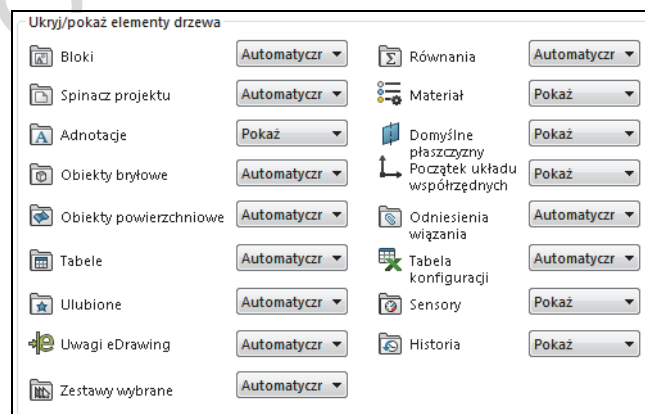 Ukryj/pokaż elementy drzewa
Bloki Automatyczr
Spinacz projektu Automatyczr
Adnotacje Pokaż
Obiekty bryłowe Automatyczr
Obiekty powierzchniowe Automatyczr
Tabele Automatyczr
Ulubione Automatyczr
Uwagi eDrawing Automatyczr
Zestawy wybrane Automatyczr
Równania Automatyczr
Materiał Pokaż
Domyślne Pokaż
płaszczyzny
Początek układu Pokaż
współrzędnych
Odniesienia Automatyczr
wiązania
Tabela Automatyczr
konfiguracji
Sensory Pokaż
Historia Pokaż